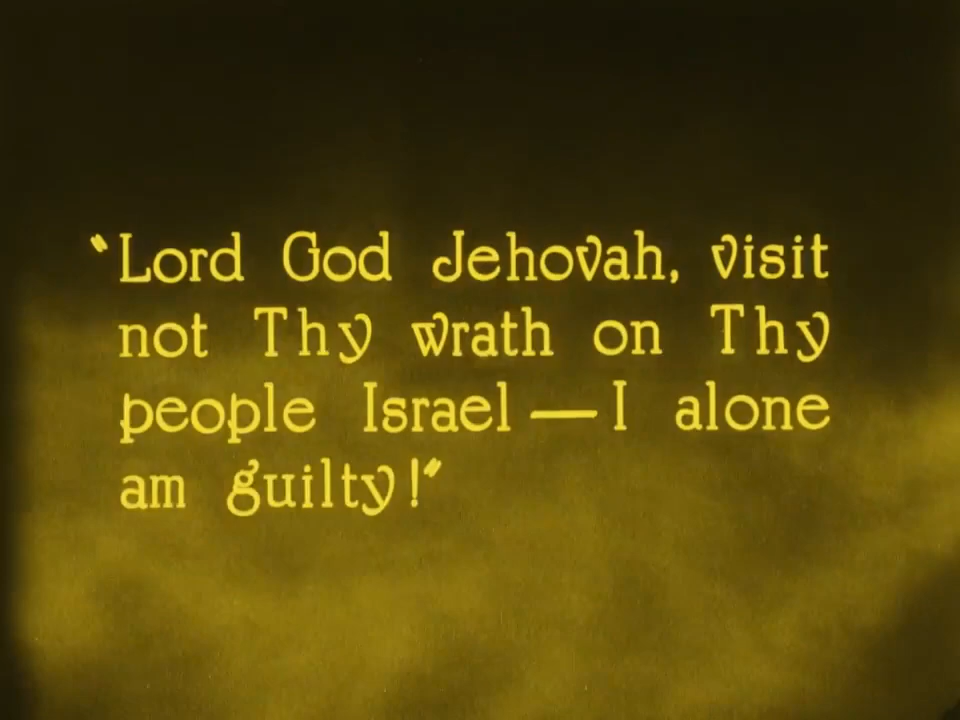 "Lord God Jehovah, visit
not Thy wrath on Thy
people Israel — I alone
am guilty!"